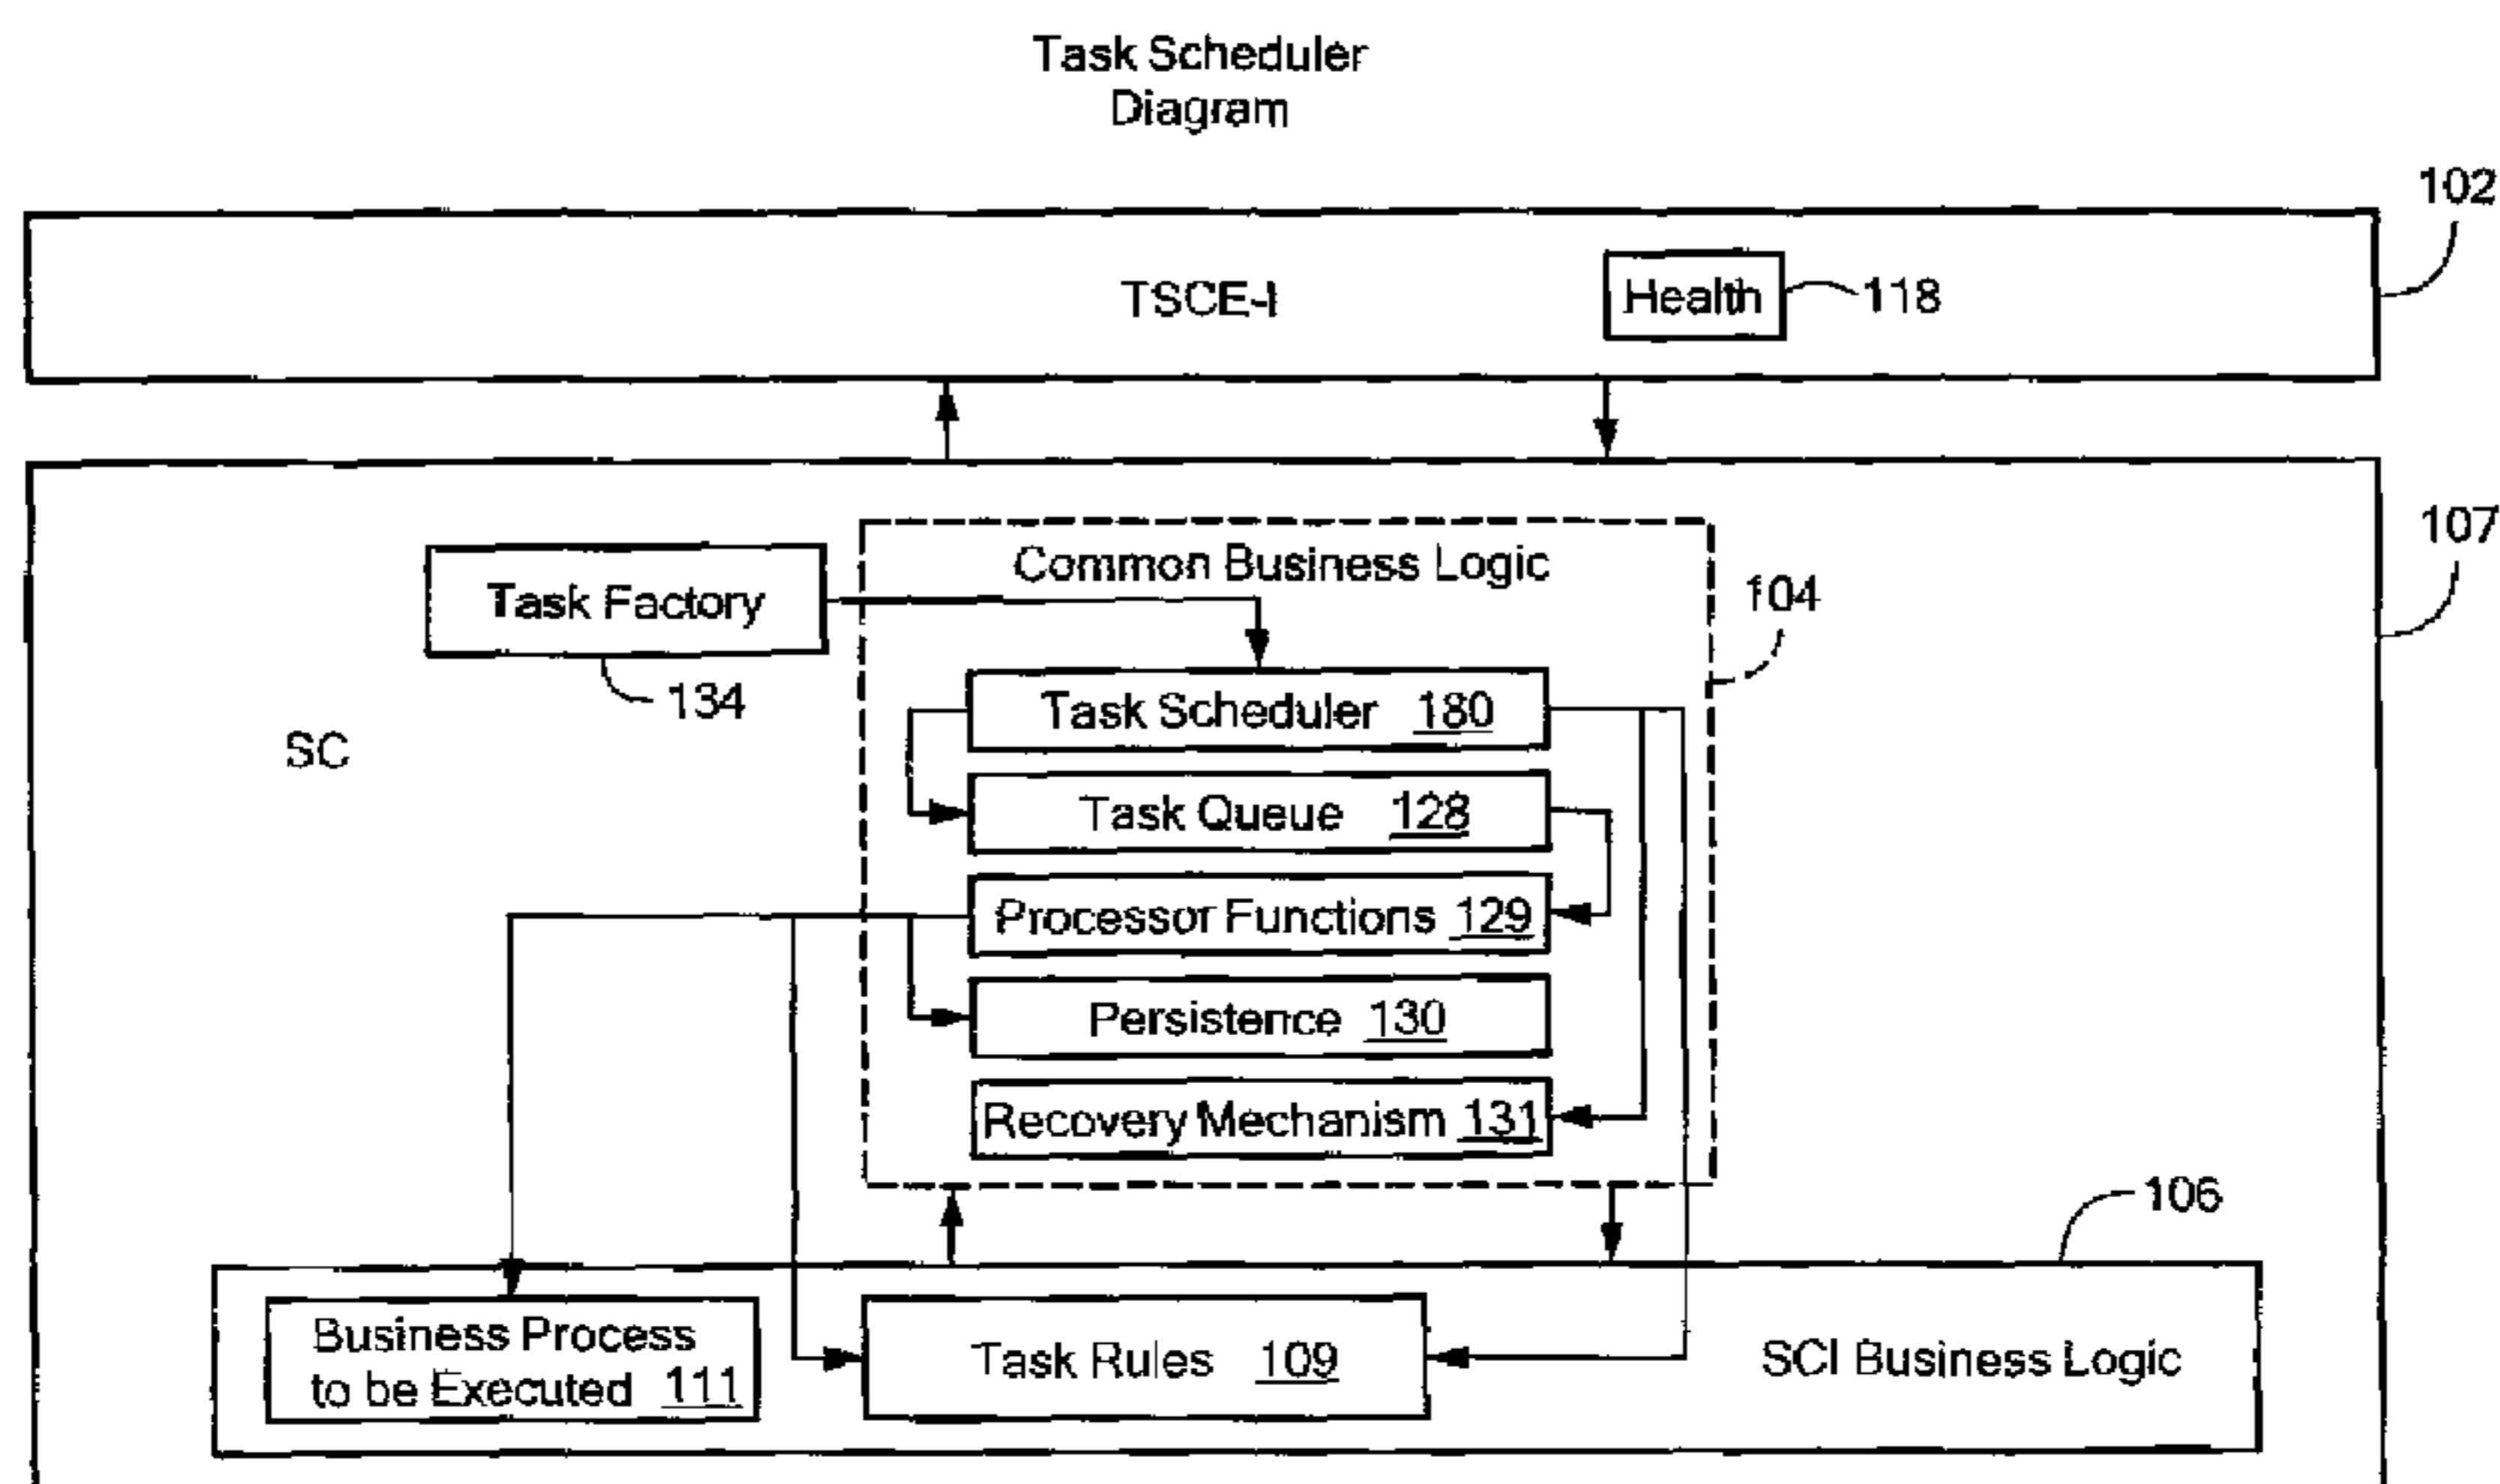 Task Scheduler
Diagram
102
TSCE-I
Health
118
107
Common Business Logic
Task Factory
104
134
Task Scheduler 180
SC
Task Queue 128
Processor Functions 129
Persistence 130
Recovery Mechanism 131
106
Business Process
to be Executed 111
Task Rules 109
SCI Business Logic